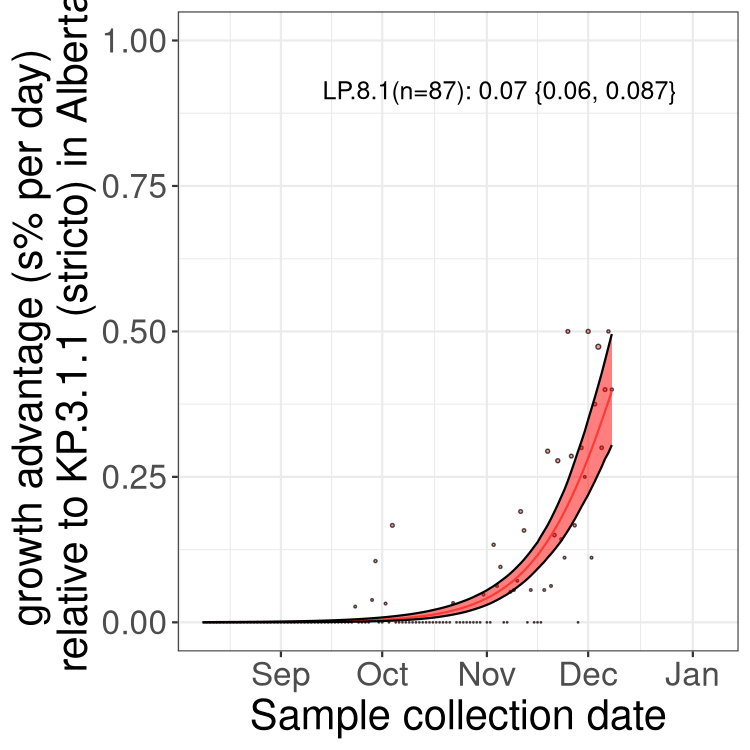 growth advantage (s% per day)
relative to KP.3.1.1 (stricto) in Alberta
1.00
0.75
0.50
0.25
0.00
LP.8.1(n=87): 0.07 {0.06, 0.087}
Sep Oct Nov Dec Jan
Sample collection date